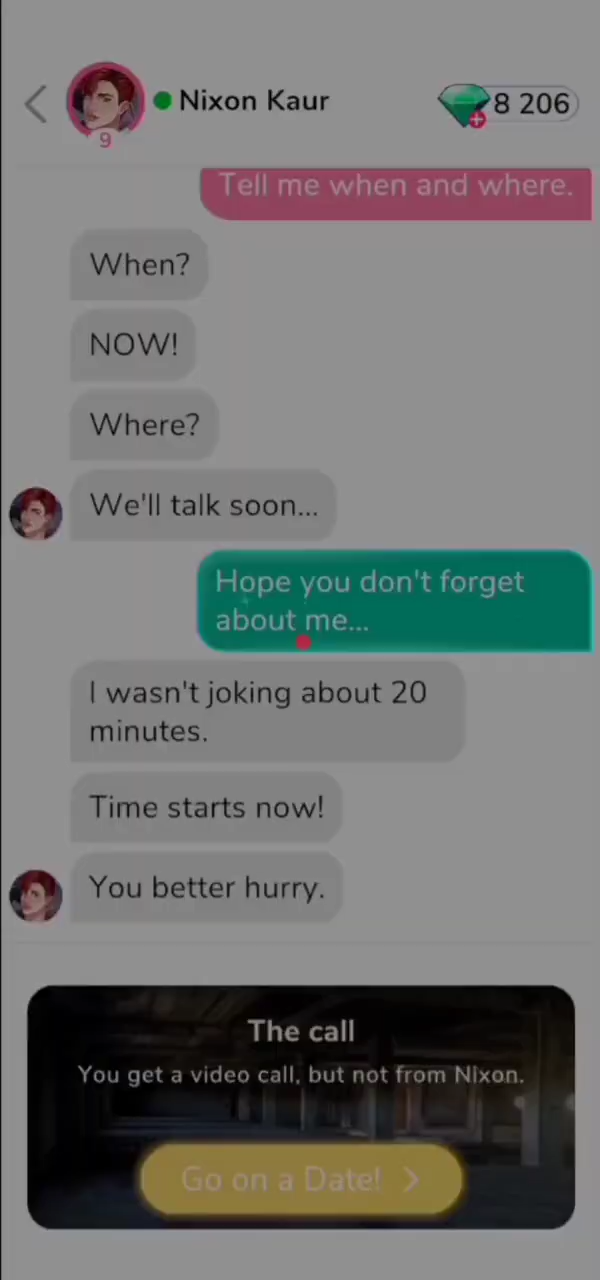 Nixon Kaur
8 206
9
Tell me when and where.
When?
NOW!
Where?
We'll talk soon...
Hope you don't forget
about me...
I wasn't joking about 20
minutes.
Time starts now!
You better hurry.
The call
You get a video call, but not from Nixon.
Go on a Date!